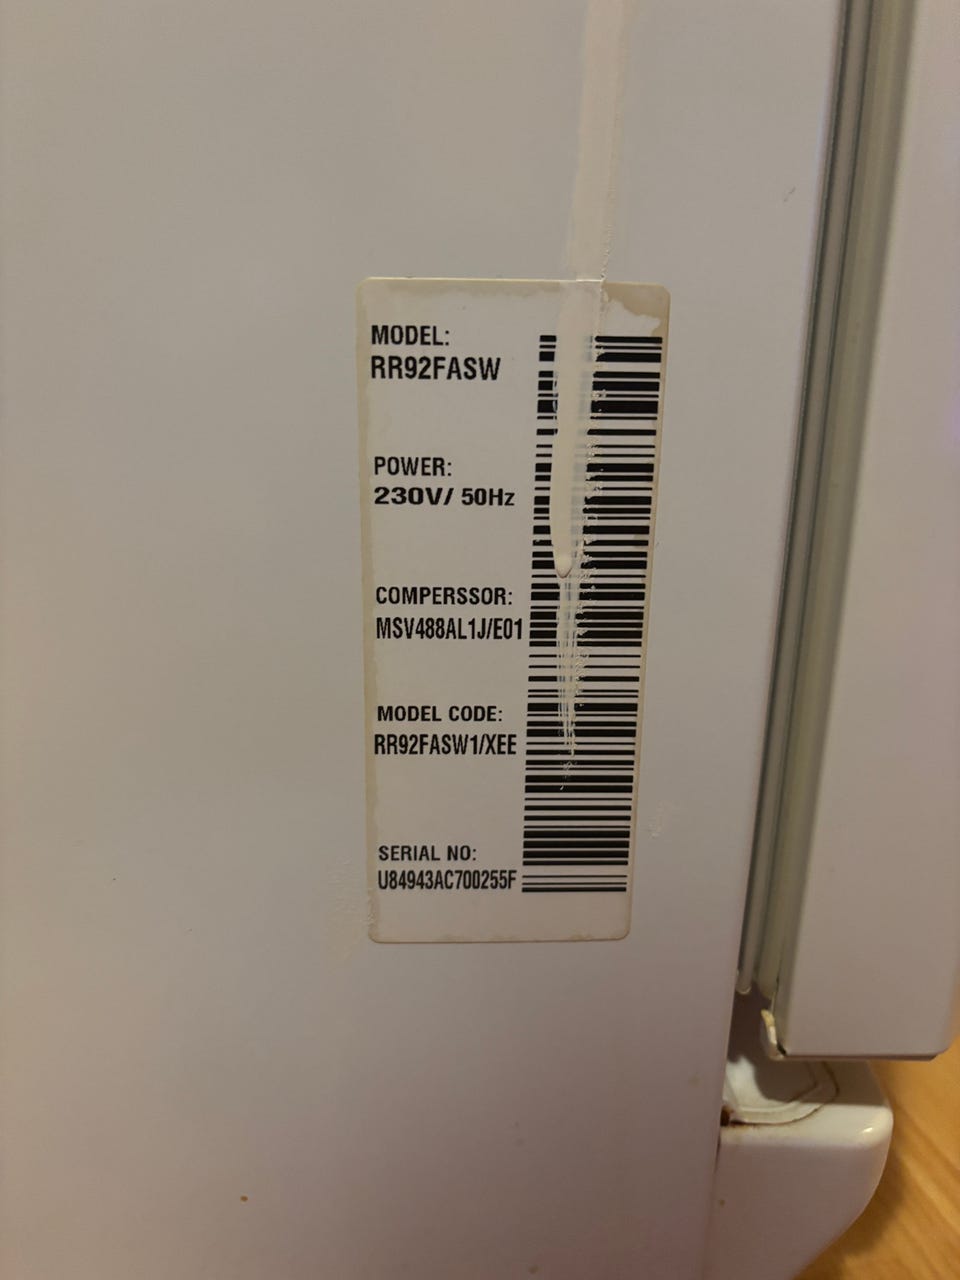 MODEL:
RR92FASW
POWER:
230V/ 50Hz
COMPERSSOR:
MSV488AL1J/E01
MODEL CODE:
RR92FASW1/XEE
SERIAL NO:
U84943AC700255F